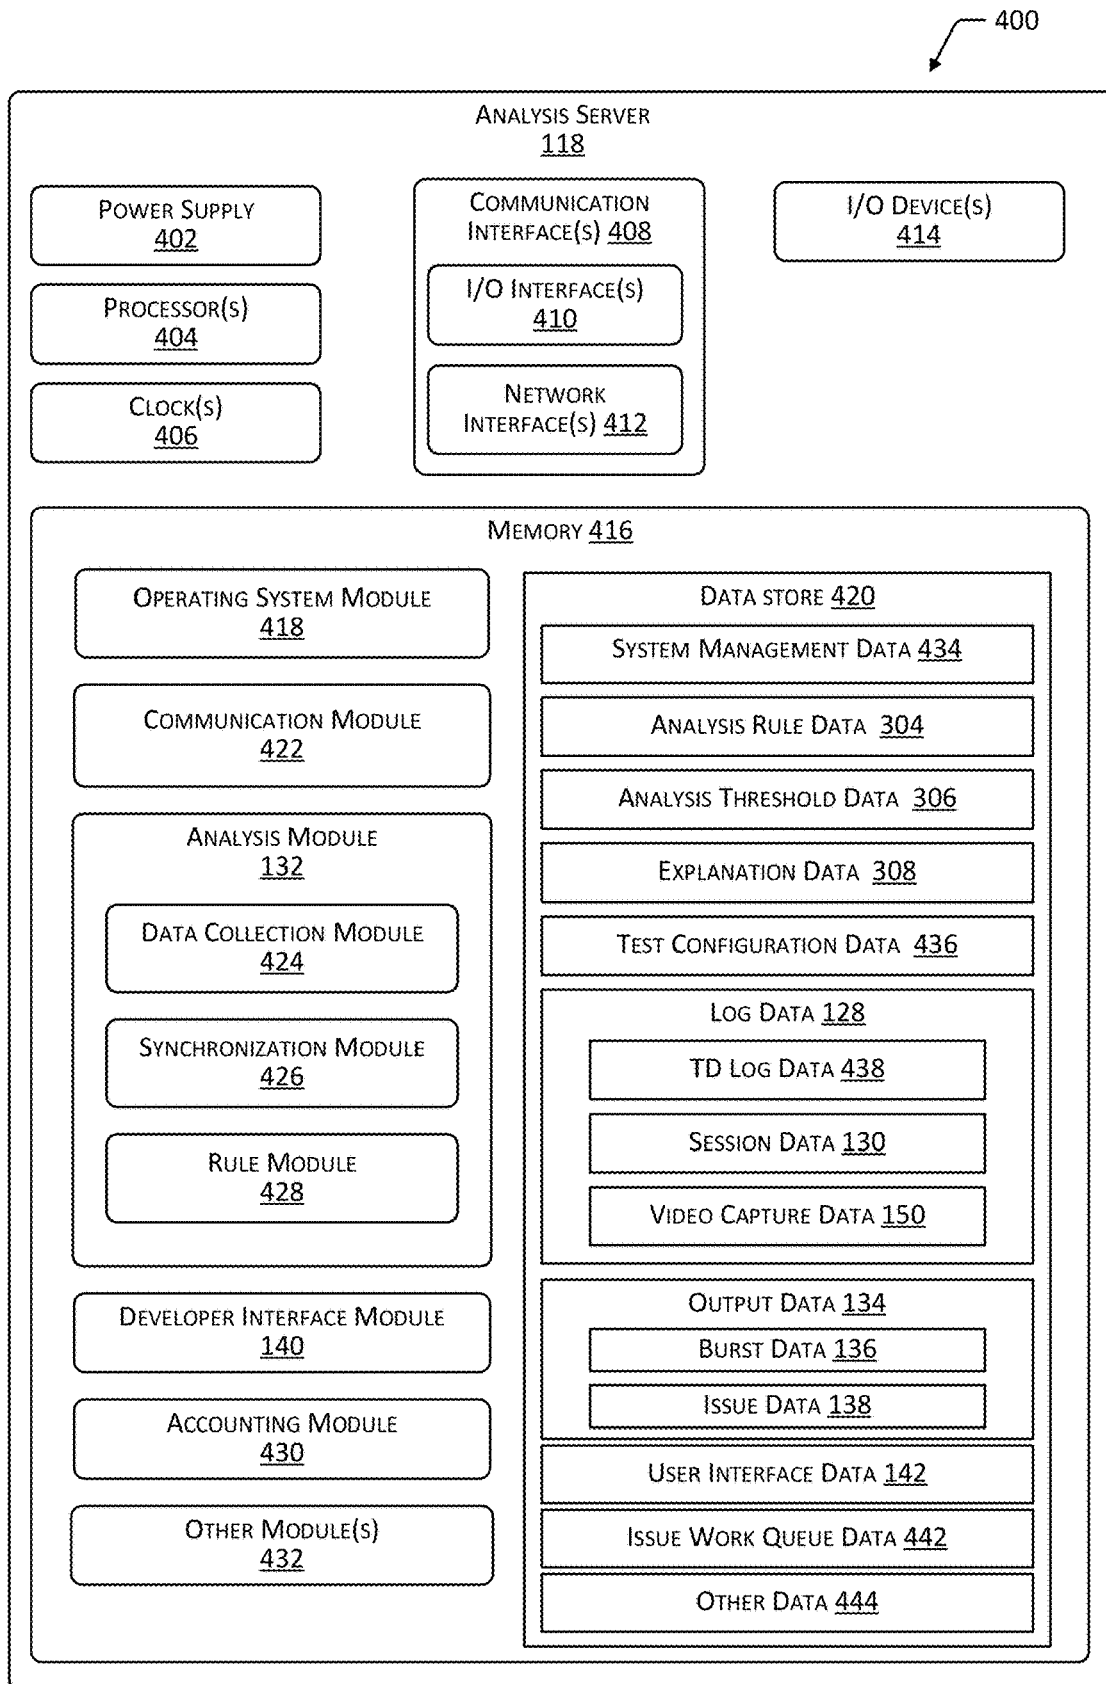 400
Analysis Server
118
Power Supply
402
Processor(s)
404
Clock(s)
406
Communication
Interface(s) 408
I/O Interface(s)
410
Network
Interface(s) 412
I/O Device(s)
414
Memory 416
Operating System Module
418
Communication Module
422
Analysis Module
132
Data Collection Module
424
Synchronization Module
426
Rule Module
428
Developer Interface Module
140
Accounting Module
430
Other Module(s)
432
Data store 420
System Management Data 434
Analysis Rule Data 304
Analysis Threshold Data 306
Explanation Data 308
Test Configuration Data 436
Log Data 128
TD Log Data 438
Session Data 130
Video Capture Data 150
Output Data 134
Burst Data 136
Issue Data 138
User Interface Data 142
Issue Work Queue Data 442
Other Data 444